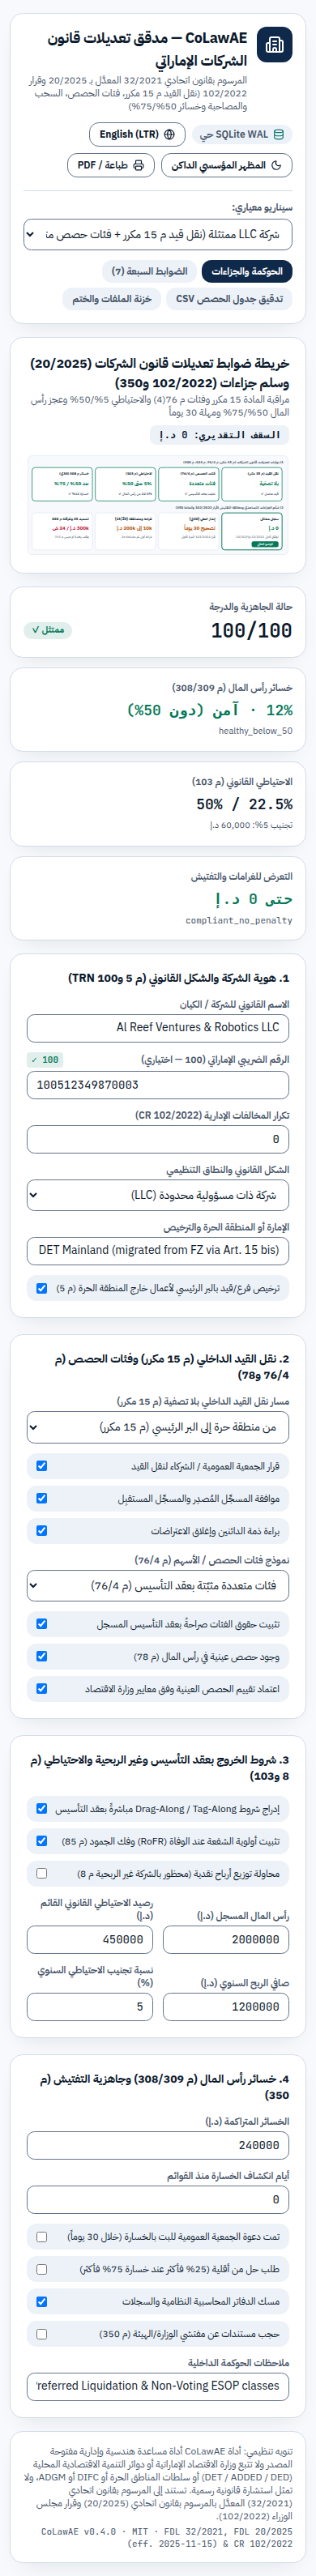 CoLawAE — مدقق تعديلات قانون الشركات الإماراتي
المرسوم بقانون اتحادي 32/2021 المعدَّل بـ 20/2025 وقرار 102/2022 (نقل القيد م 15 مكرر، فئات الحصص، السحب والمصاحبة وخسائر 50%/75%)
SQLite WAL حي
English (LTR)
المظهر المؤسسي الداكن
طباعة / PDF
سيناريو معياري:
شركة LLC ممتثلة (نقل قيد م 15 مكرر + فئات حصص
الحوكمة والجزاءات
الضوابط السبعة (7)
تدقيق جدول الحصص CSV
خزنة الملفات والختم
خريطة ضوابط تعديلات قانون الشركات (20/2025) وسلم جزاءات (102/2022 و350)
مراقبة المادة 15 مكرر وفئات م 76(4) والاحتياطي 5%/50% وعجز رأس المال 50%/75% ومهلة 30 يوماً
السقف التقديري: 0 د.إ
حالة الجاهزية والدرجة
100/100
ممتثل ✓
خسائر رأس المال (م 308/309)
12% · آمن (دون 50%)
healthy_below_50
الاحتياطي القانوني (م 103)
22.5% / 50%
تجنيب 5%: 60,000 د.إ
التعرض للغرامات والتفتيش
حتى 0 د.إ
compliant_no_penalty
1. هوية الشركة والشكل القانوني (م 5 و100 TRN)
الاسم القانوني للشركة / الكيان
Al Reef Ventures & Robotics LLC
الرقم الضريبي الإماراتي (100 — اختياري)
100 ✓
100512349870003
تكرار المخالفات الإدارية (CR 102/2022)
0
الشكل القانوني والنطاق التنظيمي
شركة ذات مسؤولية محدودة (LLC)
الإمارة أو المنطقة الحرة والترخيص
DET Mainland (migrated from FZ via Art. 15 bis)
ترخيص فرع/قيد بالبر الرئيسي لأعمال خارج المنطقة الحرة (م 5)
2. نقل القيد الداخلي (م 15 مكرر) وفئات الحصص (م 76/4 و78)
مسار نقل القيد الداخلي بلا تصفية (م 15 مكرر)
من منطقة حرة إلى البر الرئيسي (م 15 مكرر)
قرار الجمعية العمومية / الشركاء لنقل القيد
موافقة المسجّل المُصدِر والمسجّل المستقبِل
براءة ذمة الدائنين وإغلاق الاعتراضات
نموذج فئات الحصص / الأسهم (م 76/4)
فئات متعددة مثبّتة بعقد التأسيس (م 76/4)
تثبيت حقوق الفئات صراحةً بعقد التأسيس المسجل
وجود حصص عينية في رأس المال (م 78)
اعتماد تقييم الحصص العينية وفق معايير وزارة الاقتصاد
3. شروط الخروج بعقد التأسيس وغير الربحية والاحتياطي (م 8 و103)
إدراج شروط Drag-Along / Tag-Along مباشرةً بعقد التأسيس
تثبيت أولوية الشفعة عند الوفاة (RoFR) وفك الجمود (م 85)
محاولة توزيع أرباح نقدية (محظور بالشركة غير الربحية م 8)
رأس المال المسجل (د.إ)
2000000
رصيد الاحتياطي القانوني القائم (د.إ)
450000
صافي الربح السنوي (د.إ)
1200000
نسبة تجنيب الاحتياطي السنوي (%)
5
4. خسائر رأس المال (م 308/309) وجاهزية التفتيش (م 350)
الخسائر المتراكمة (د.إ)
240000
أيام انكشاف الخسارة منذ القوائم
0
تمت دعوة الجمعية العمومية للبت بالخسارة (خلال 30 يوماً)
طلب حل من أقلية (25% فأكثر عند خسارة 75% فأكثر)
مسك الدفاتر المحاسبية النظامية والسجلات
حجب مستندات عن مفتشي الوزارة/الهيئة (م 350)
ملاحظات الحوكمة الداخلية
referred Liquidation & Non-Voting ESOP classes
تنويه تنظيمي: أداة CoLawAE أداة مساعدة هندسية وإدارية مفتوحة المصدر ولا تتبع وزارة الاقتصاد الإماراتية أو دوائر التنمية الاقتصادية المحلية (DET / ADDED / DED) أو سلطات المناطق الحرة أو DIFC أو ADGM، ولا تمثل استشارة قانونية رسمية. تستند إلى المرسوم بقانون اتحادي (32/2021) المعدَّل بالمرسوم بقانون اتحادي (20/2025) وقرار مجلس الوزراء (102/2022).
CoLawAE v0.4.0 · MIT · FDL 32/2021, FDL 20/2025 (eff. 2025-11-15) & CR 102/2022